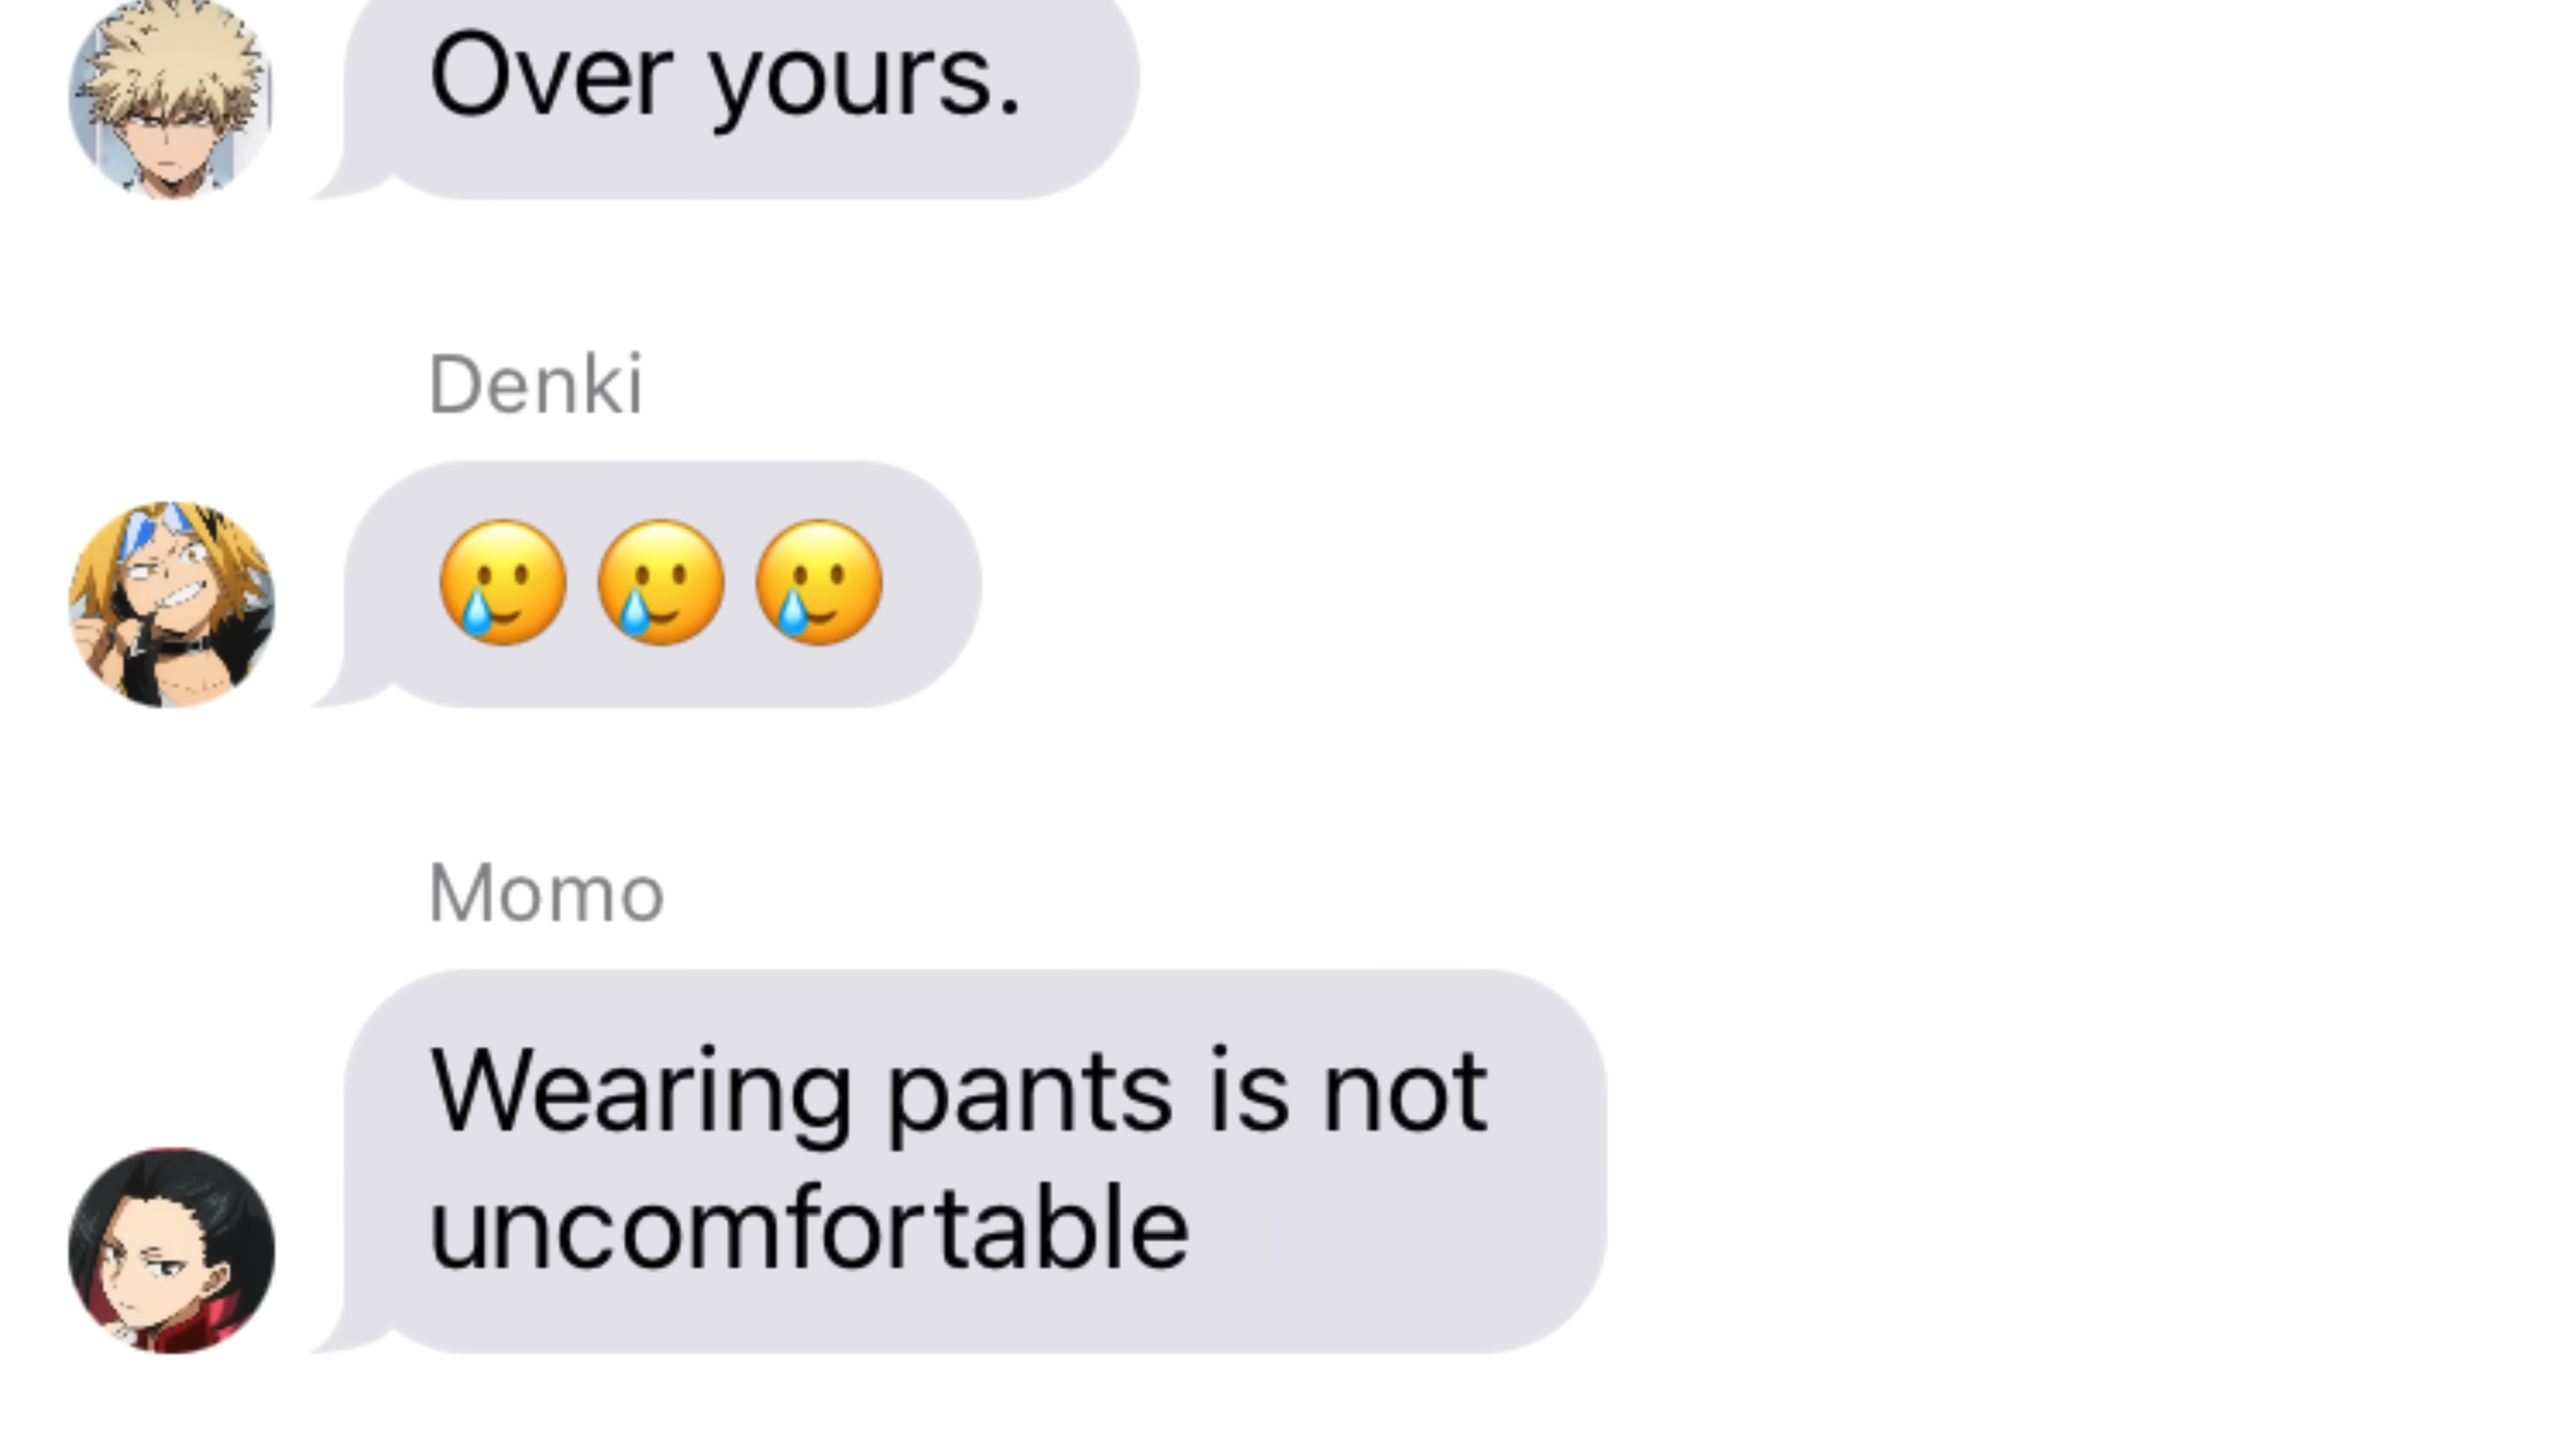 Over yours.
Denki
🥲🥲🥲
Momo
Wearing pants is not
uncomfortable